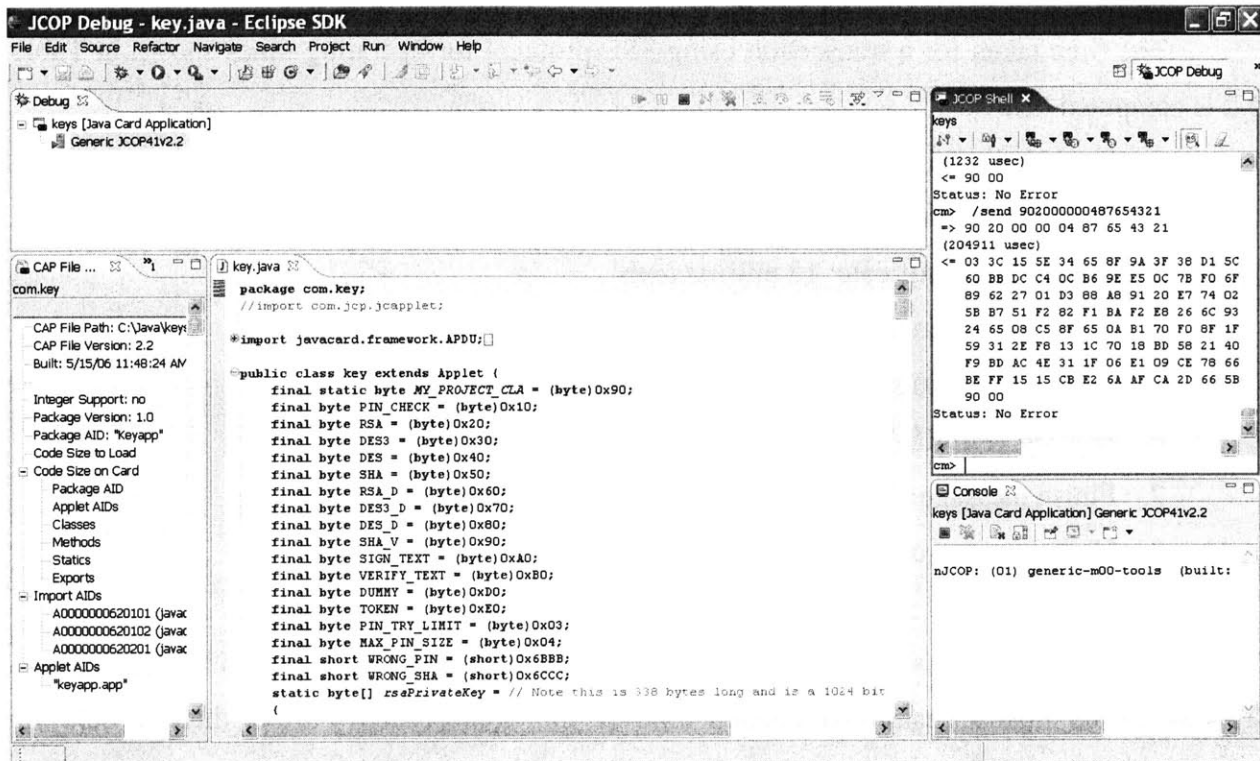 JCOP Debug - key.java - Eclipse SDK
File Edit Source Refactor Navigate Search Project Run Window Help
JCOP Debug
Debug
keys [Java Card Application]
Generic JCOP41v2.2
JCOP Shell
keys
(1232 usec)
<= 90 00
Status: No Error
cm> /send 902000000487654321
=> 90 20 00 00 04 87 65 43 21
(204911 usec)
<= 03 3C 15 5E 34 65 8F 9A 3F 38 D1 5C
60 BB DC C4 0C B6 9E E5 0C 7B F0 6F
89 62 27 01 D3 88 A8 91 20 E7 74 02
5B B7 51 F2 82 F1 BA F2 E8 26 6C 93
24 65 08 C5 8F 65 0A B1 70 F0 8F 1F
59 31 2E F8 13 1C 70 18 BD 58 21 40
F9 BD AC 4E 31 1F 06 E1 09 CE 78 66
BE FF 15 15 CB E2 6A AF CA 2D 66 5B
90 00
Status: No Error
cm>
CAP File ...
com.key
CAP File Path: C:\Java\keys
CAP File Version: 2.2
Built: 5/15/06 11:48:24 AM
Integer Support: no
Package Version: 1.0
Package AID: "Keyapp"
Code Size to Load
Code Size on Card
Package AID
Applet AIDs
Classes
Methods
Statics
Exports
Import AIDs
A0000000620101 (javac
A0000000620102 (javac
A0000000620201 (javac
Applet AIDs
"keyapp.app"
key.java
package com.key;
//import com.jcp.jcapplet;
import javacard.framework.APDU;
public class key extends Applet {
final static byte MY_PROJECT_CLA = (byte)0x90;
final byte PIN_CHECK = (byte)0x10;
final byte RSA = (byte)0x20;
final byte DES3 = (byte)0x30;
final byte DES = (byte)0x40;
final byte SHA = (byte)0x50;
final byte RSA_D = (byte)0x60;
final byte DES3_D = (byte)0x70;
final byte DES_D = (byte)0x80;
final byte SHA_V = (byte)0x90;
final byte SIGN_TEXT = (byte)0xA0;
final byte VERIFY_TEXT = (byte)0xB0;
final byte DUMMY = (byte)0xD0;
final byte TOKEN = (byte)0xE0;
final byte PIN_TRY_LIMIT = (byte)0x03;
final byte MAX_PIN_SIZE = (byte)0x04;
final short WRONG_PIN = (short)0x6BBB;
final short WRONG_SHA = (short)0x6CCC;
static byte[] rsaPrivateKey = // Note this is 338 bytes long and is a 1024 bit
{
Console
keys [Java Card Application] Generic JCOP41v2.2
nJCOP: (01) generic-m00-tools (built: